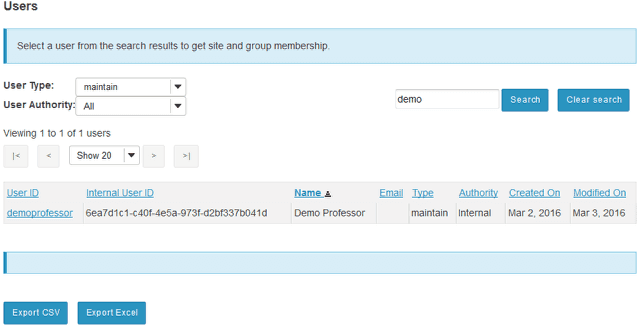 Users
Select a user from the search results to get site and group membership.
User Type: maintain
User Authority: All
demo Search Clear search
Viewing 1 to 1 of 1 users
|< < Show 20 > >|
User ID Internal User ID Name Email Type Authority Created On Modified On
demoprofessor 6ea7d1c1-c40f-4e5a-973f-d2bf337b041d Demo Professor maintain Internal Mar 2, 2016 Mar 3, 2016
Export CSV Export Excel